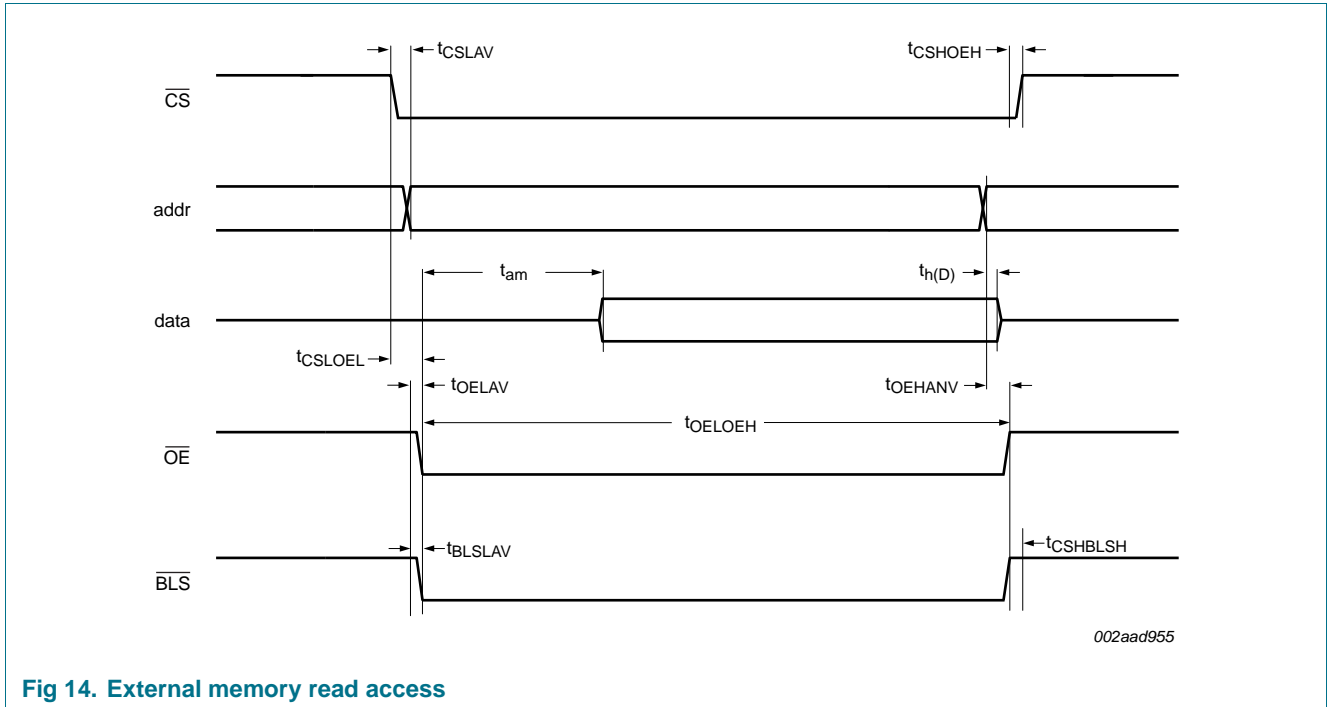 tCSLAV
tCSHOEH
CS
addr
tam
th(D)
data
tCSLOEL
tOELAV
tOEHANV
tOELOEH
OE
tBLSLAV
tCSHBLSH
BLS
002aad955
Fig 14. External memory read access